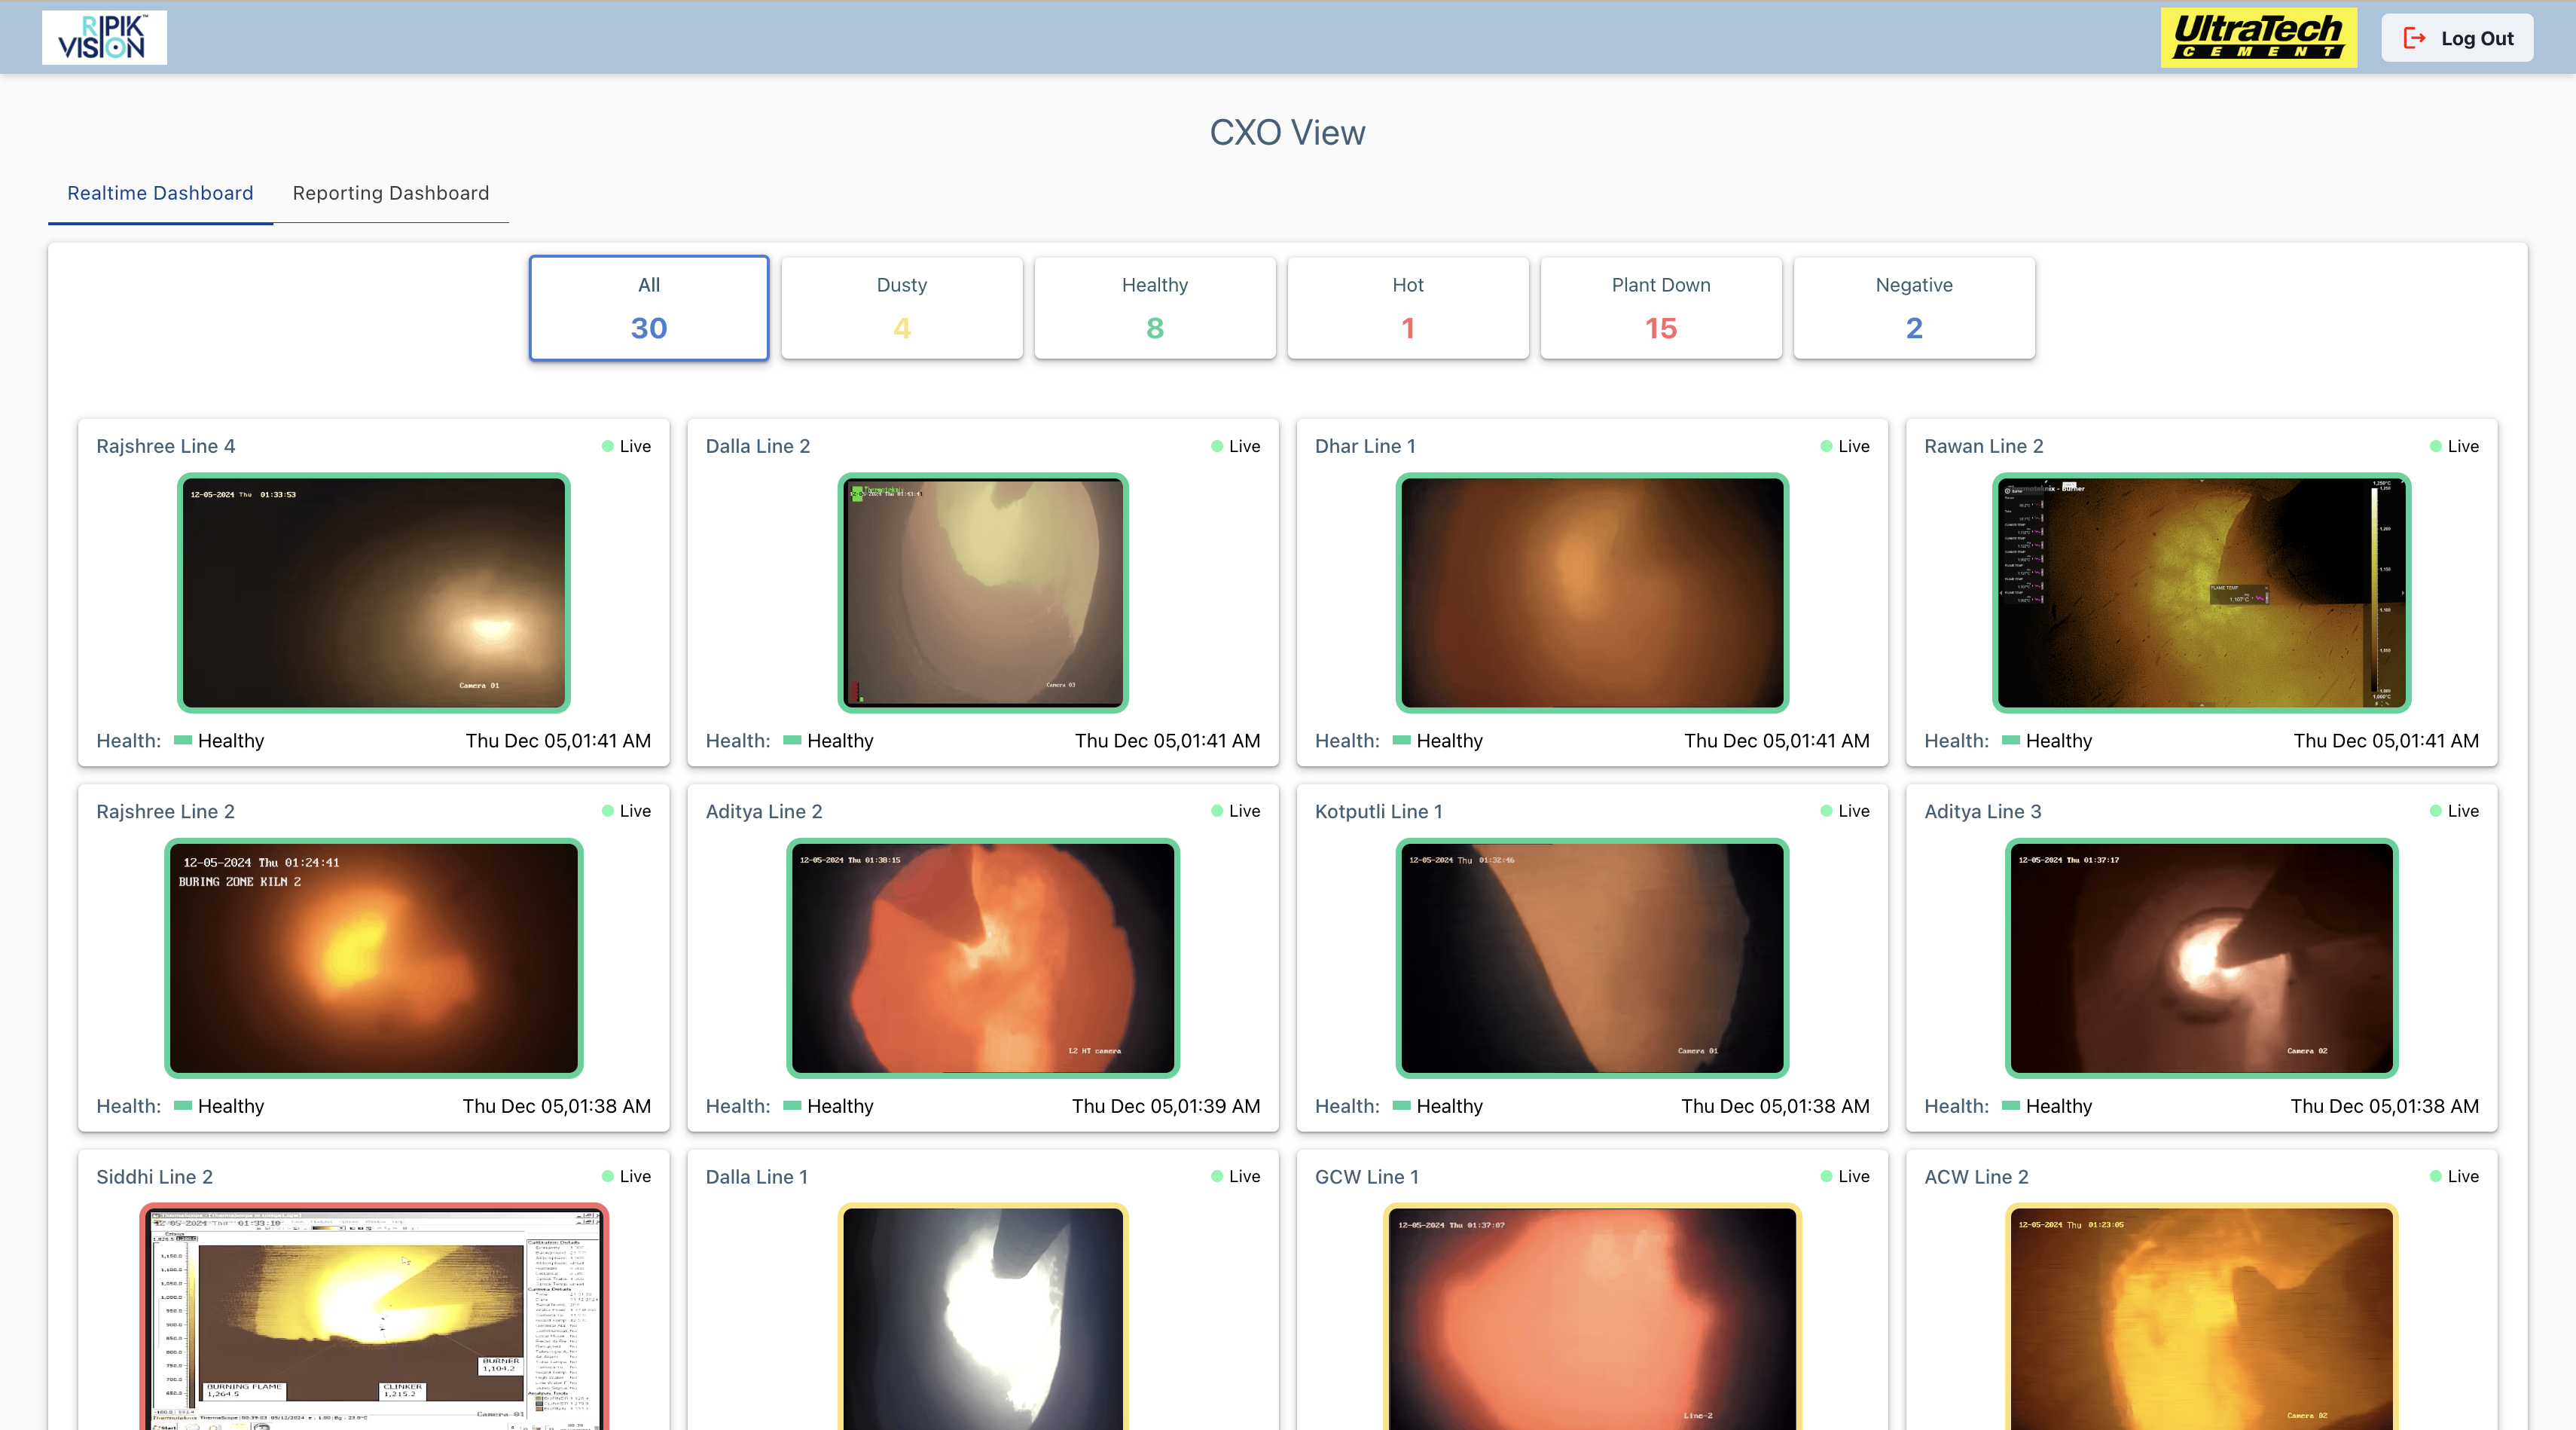 RIPIK
VISION
UltraTech
CEMENT
Log Out
CXO View
Realtime Dashboard
Reporting Dashboard
All
30
Dusty
4
Healthy
8
Hot
1
Plant Down
15
Negative
2
Rajshree Line 4
Live
12-05-2024 Thu 01:33:53
Camera 01
Health: Healthy
Thu Dec 05,01:41 AM
Dalla Line 2
Live
Camera 03
Health: Healthy
Thu Dec 05,01:41 AM
Dhar Line 1
Live
Health: Healthy
Thu Dec 05,01:41 AM
Rawan Line 2
Live
FLAME TEMP
Health: Healthy
Thu Dec 05,01:41 AM
Rajshree Line 2
Live
12-05-2024 Thu 01:24:41
BURING ZONE KILN 2
Health: Healthy
Thu Dec 05,01:38 AM
Aditya Line 2
Live
12-05-2024 Thu 01:38:15
L2 HT camera
Health: Healthy
Thu Dec 05,01:39 AM
Kotputli Line 1
Live
12-05-2024 Thu 01:32:46
Camera 01
Health: Healthy
Thu Dec 05,01:38 AM
Aditya Line 3
Live
12-05-2024 Thu 01:37:17
Camera 02
Health: Healthy
Thu Dec 05,01:38 AM
Siddhi Line 2
Live
BURNER
1,104.2
BURNING FLAME
1,264.5
CLINKER
1,215.2
Camera 01
Dalla Line 1
Live
GCW Line 1
Live
12-05-2024 Thu 01:37:07
Line-2
ACW Line 2
Live
12-05-2024 Thu 01:23:05
Camera 02